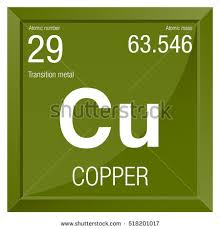 Atomic number Atomic mass
29 63.546
Transition metal
Cu
COPPER
shutterstock
www.shutterstock.com · 518201017